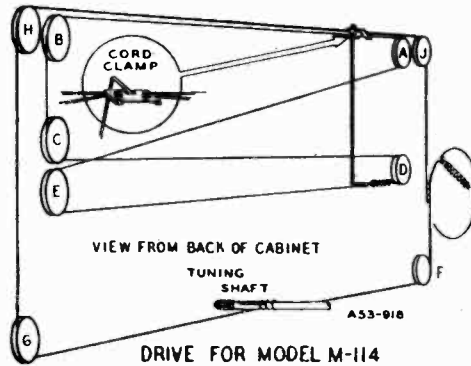 H
B
CORD
CLAMP
A
J
C
E
D
VIEW FROM BACK OF CABINET
TUNING
SHAFT
F
A53-918
G
DRIVE FOR MODEL M-114